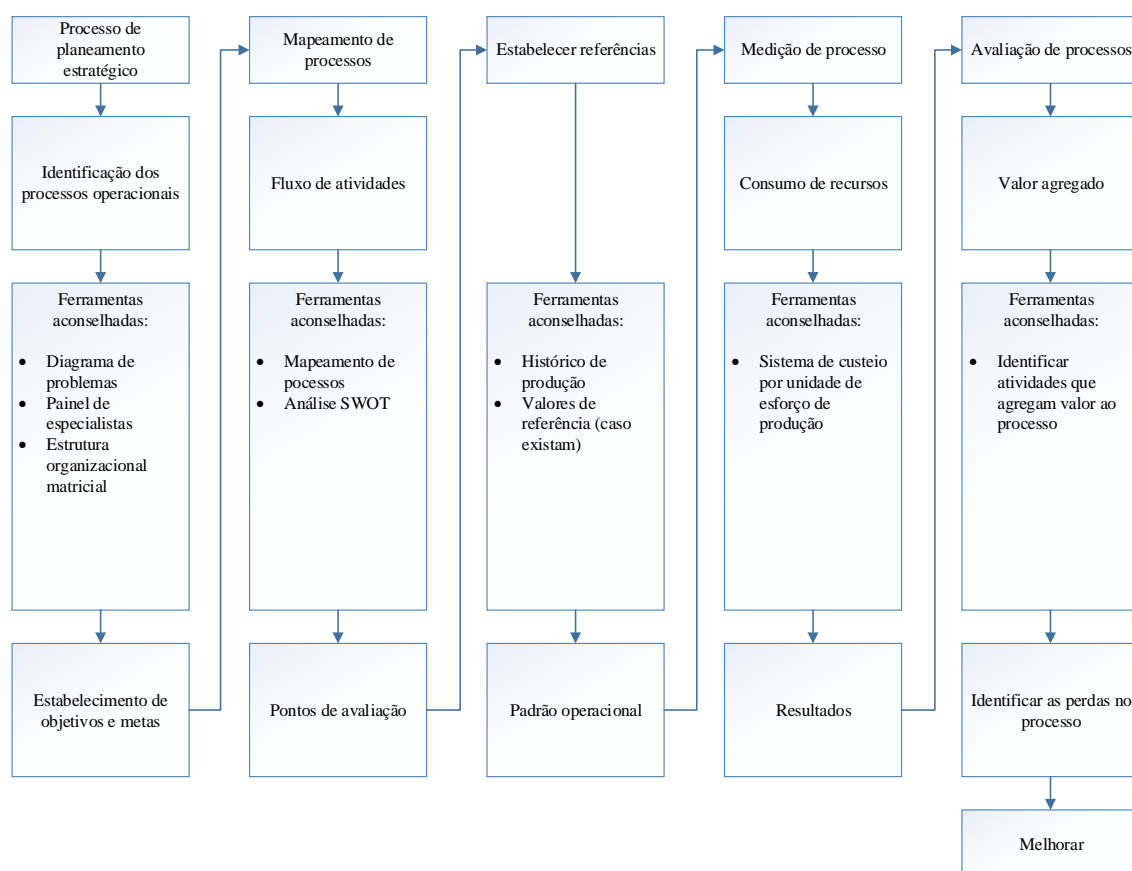 Processo de
planeamento
estratégico
Identificação dos
processos operacionais
Ferramentas
aconselhadas:
• Diagrama de
problemas
• Painel de
especialistas
• Estrutura
organizacional
matricial
Estabelecimento de
objetivos e metas
Mapeamento de
processos
Fluxo de atividades
Ferramentas
aconselhadas:
• Mapeamento de
pocessos
• Análise SWOT
Pontos de avaliação
Estabelecer referências
Ferramentas
aconselhadas:
• Histórico de
produção
• Valores de
referência (caso
existam)
Padrão operacional
Medição de processo
Consumo de recursos
Ferramentas
aconselhadas:
• Sistema de custeio
por unidade de
esforço de
produção
Resultados
Avaliação de processos
Valor agregado
Ferramentas
aconselhadas:
• Identificar
atividades que
agregam valor ao
processo
Identificar as perdas no
processo
Melhorar